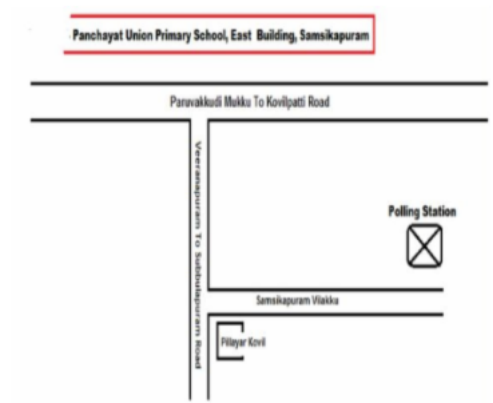 Panchayat Union Primary School, East Building, Samsikapuram
Paruvakkudi Mukku To Kovilpatti Road
Veeranapuram To Subbulapuram Road
Polling Station
Samsikapuram Vilakku
Pillayar Kovil